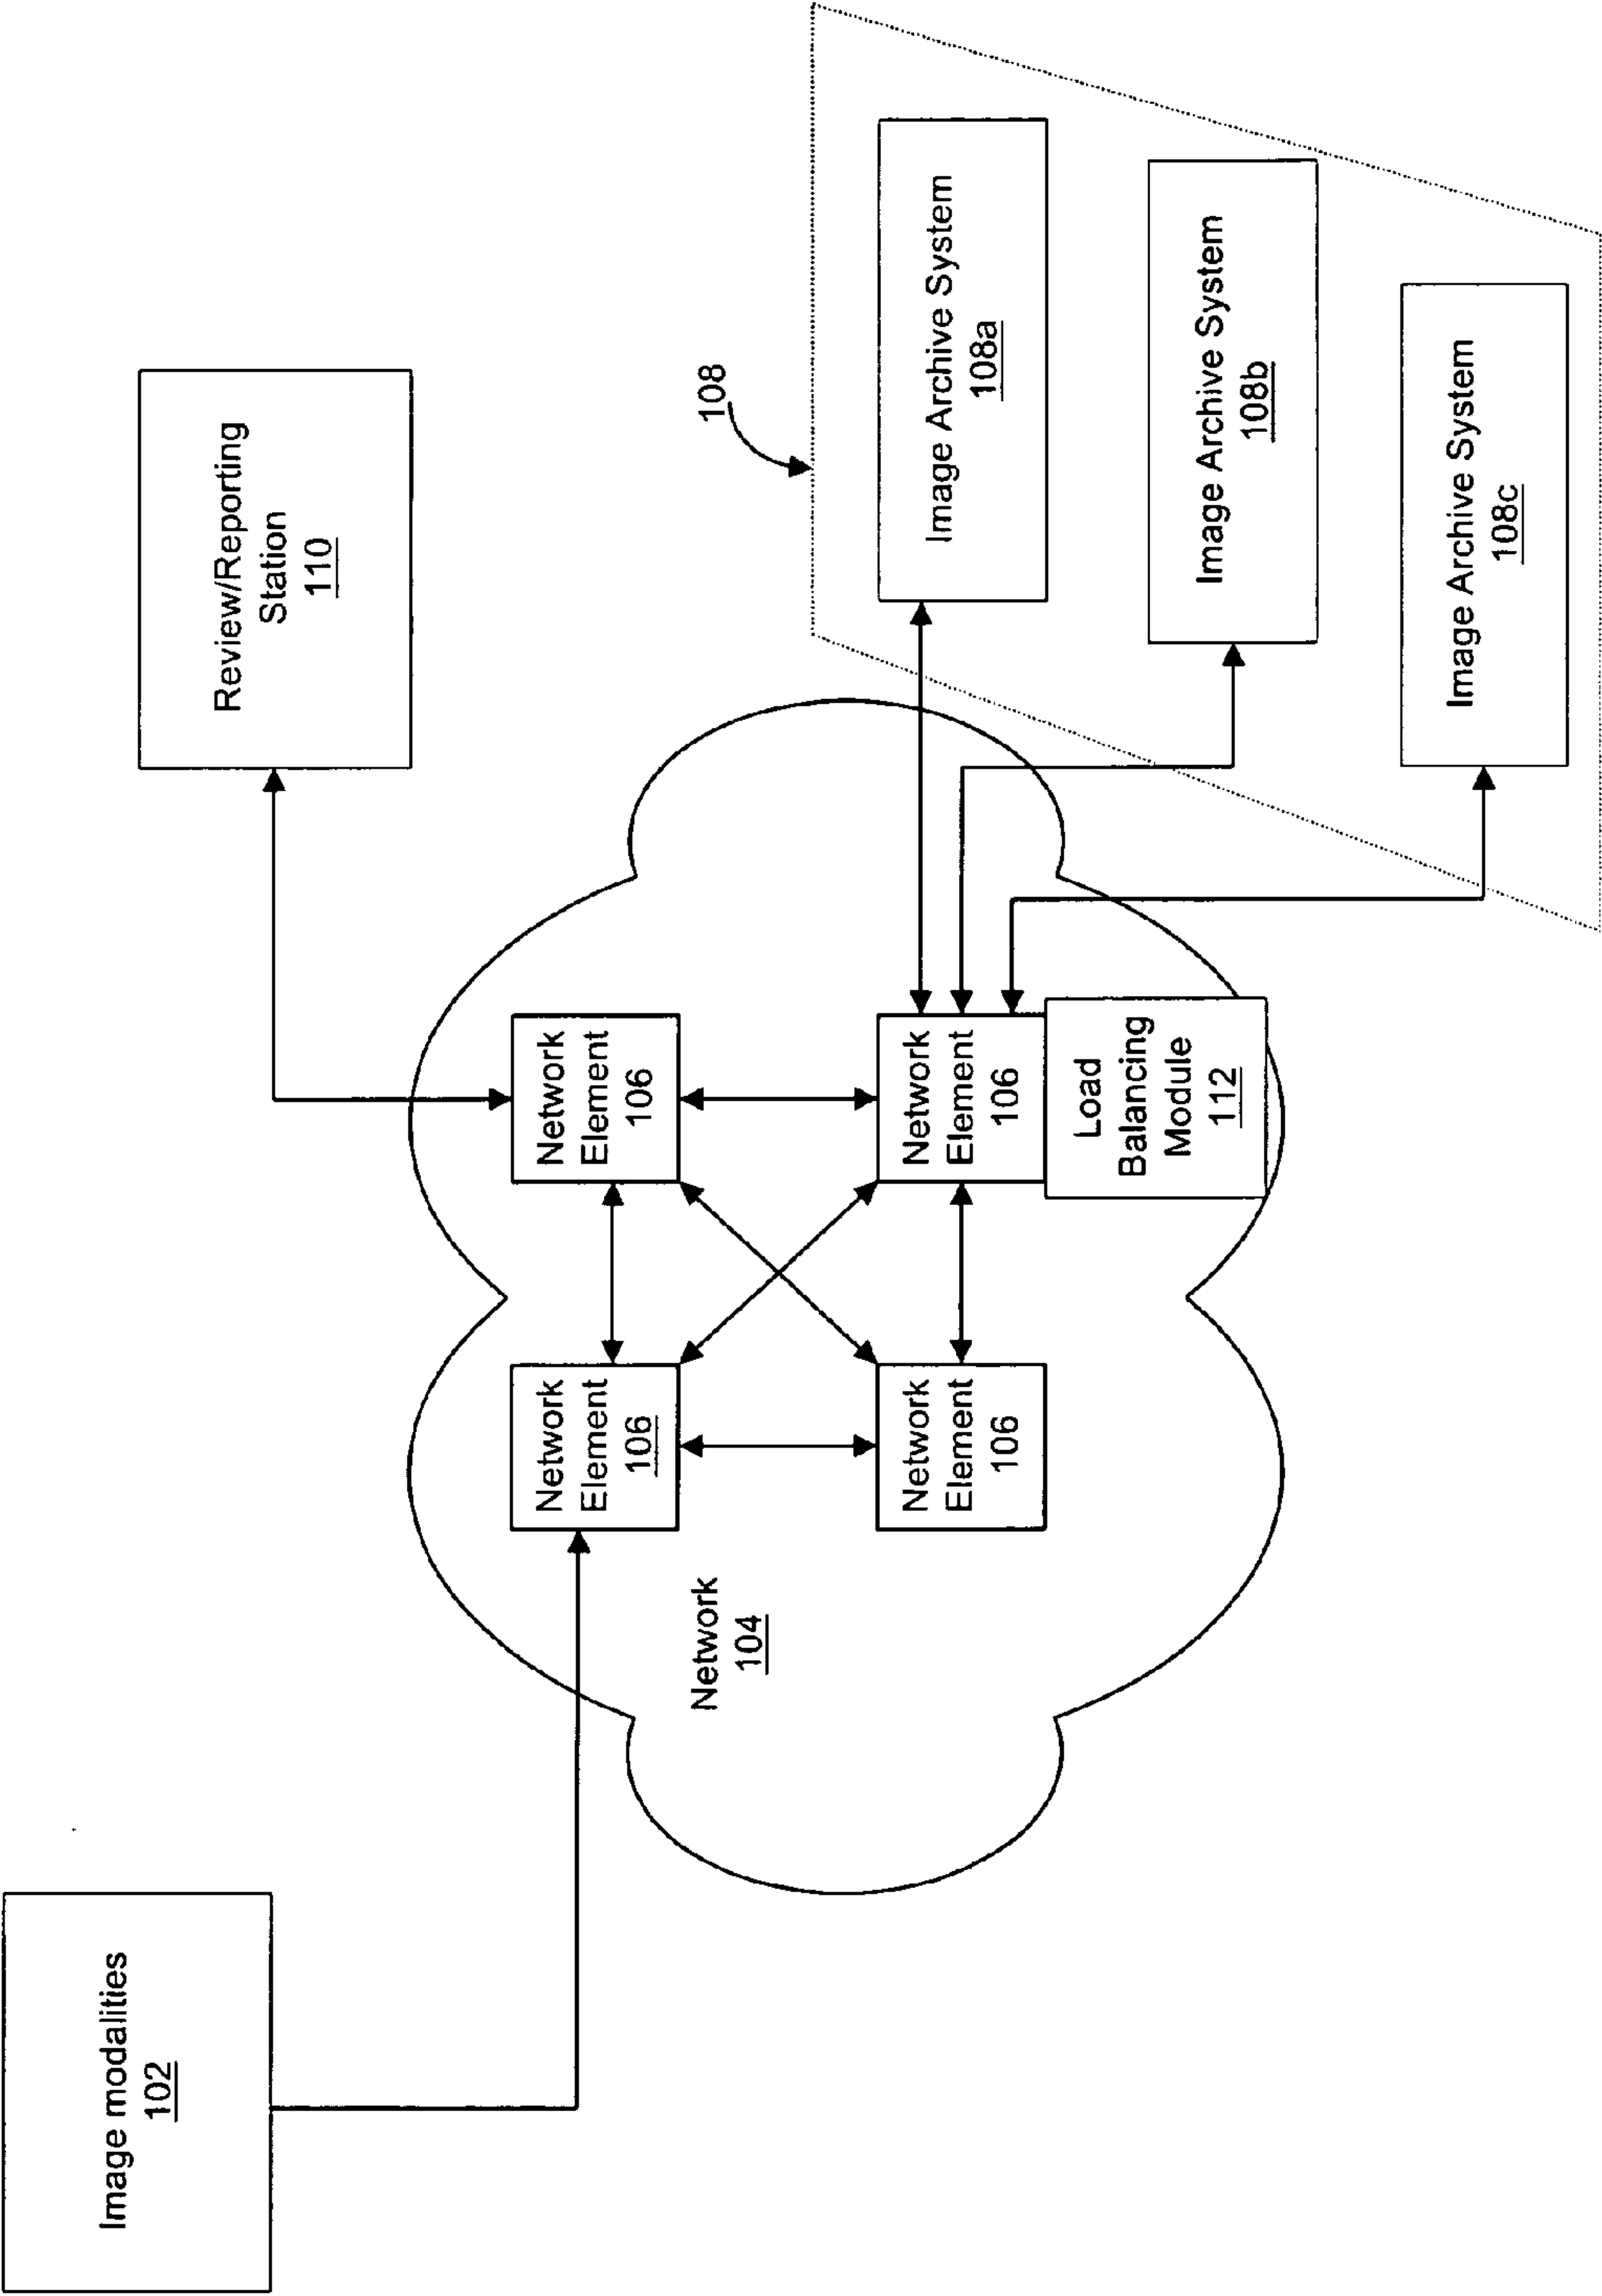 Image modalities
102
Review/Reporting
Station
110
Network
104
Network
Element
106
Network
Element
106
Network
Element
106
Network
Element
106
Load
Balancing
Module
112
108
Image Archive System
108a
Image Archive System
108b
Image Archive System
108c